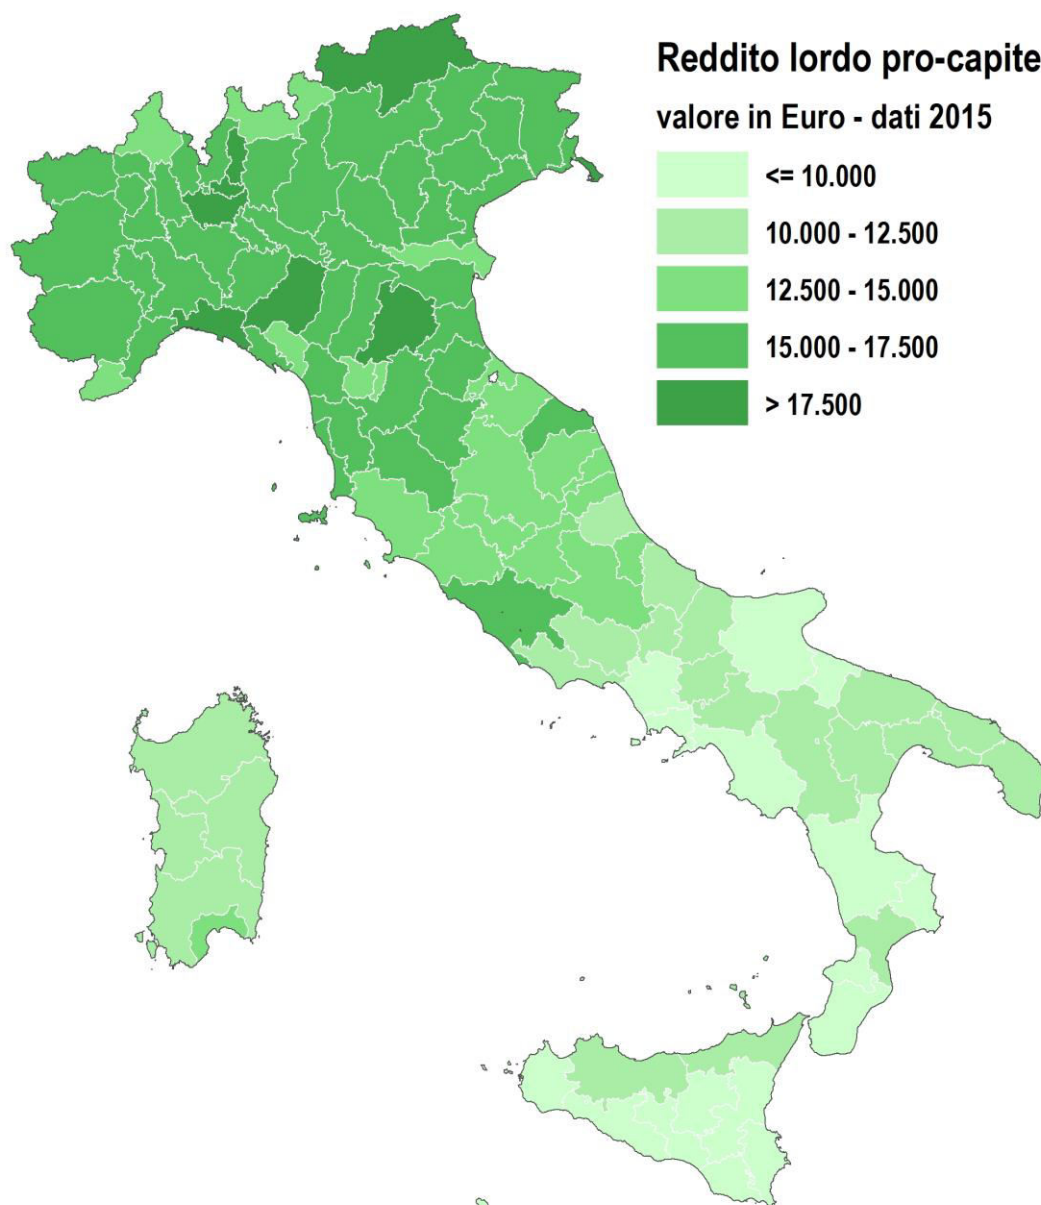 Reddito lordo pro-capite
valore in Euro - dati 2015
<= 10.000
10.000 - 12.500
12.500 - 15.000
15.000 - 17.500
> 17.500